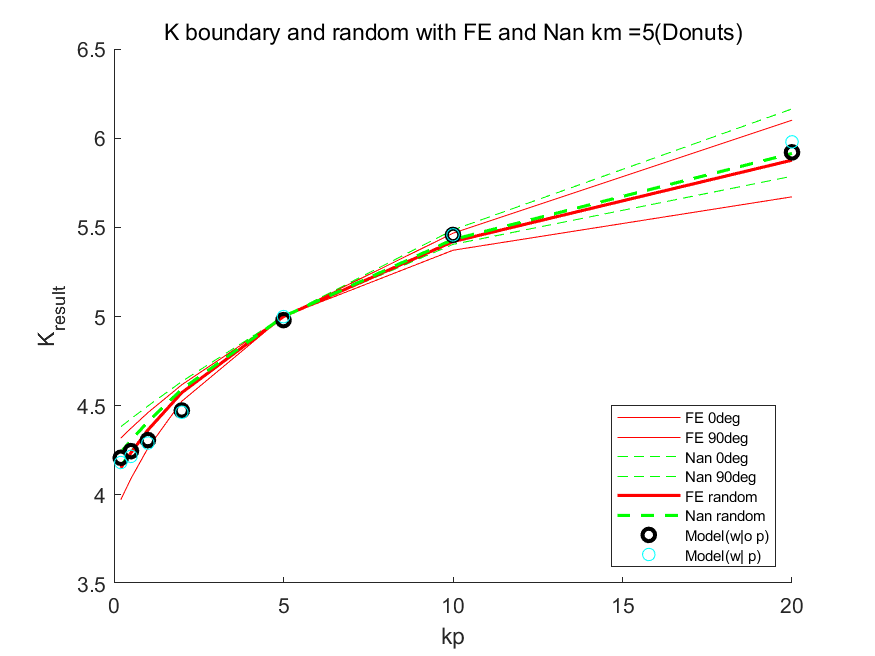 K boundary and random with FE and Nan km =5(Donuts)
6.5
6
5.5
5
4.5
4
3.5
K_result
0
5
10
15
20
kp
FE 0deg
FE 90deg
Nan 0deg
Nan 90deg
FE random
Nan random
Model(w|o p)
Model(w| p)